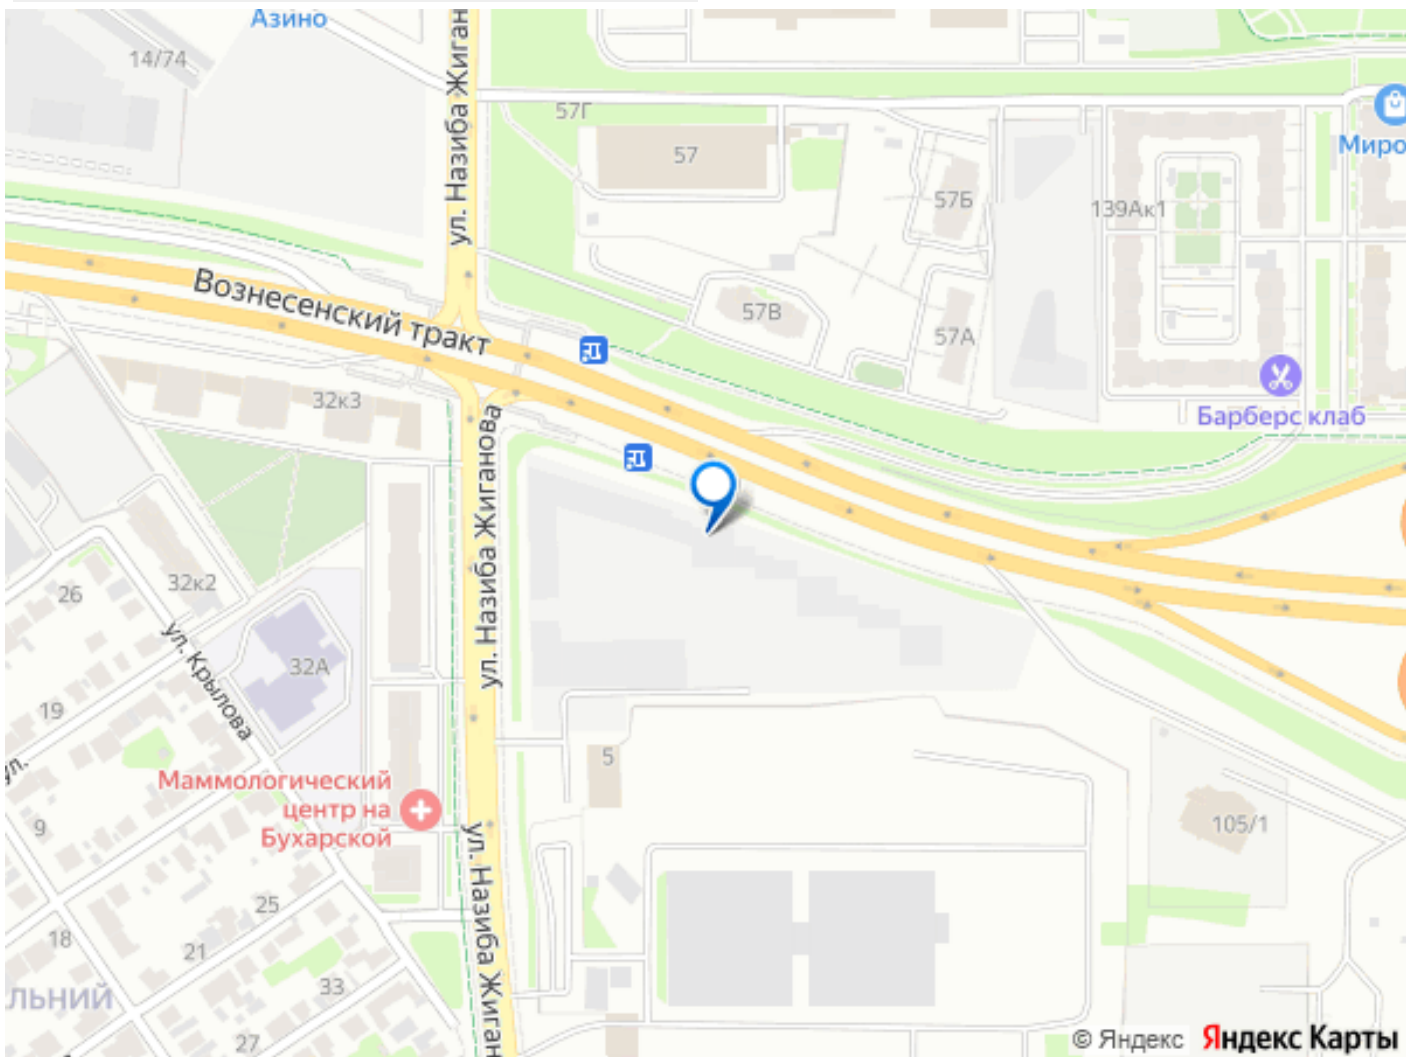 Азино
14/74
ул. Назиба Жиган
57Г
57
Миро...
57Б
139Ак1
Вознесенский тракт
57В
57А
32к3
Барберс клаб
ул. Назиба Жиганова
32к2
26
ул. Крылова
32А
19
ул.
5
Маммологический
центр на
Бухарской
9
105/1
ул. Назиба Жиган
25
18
21
33
льний
27
© Яндекс Яндекс Карты